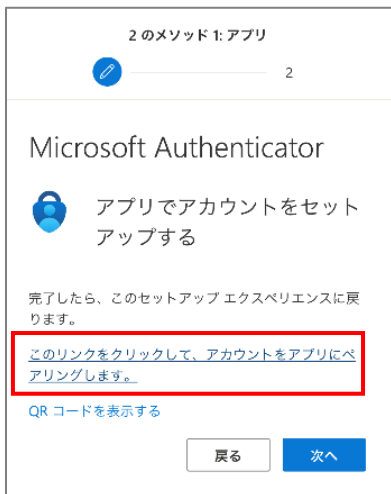 2 のメソッド 1: アプリ
2
Microsoft Authenticator
アプリでアカウントをセット
アップする
完了したら、このセットアップ エクスペリエンスに戻
ります。
このリンクをクリックして、アカウントをアプリにペ
アリングします。
QR コードを表示する
戻る
次へ